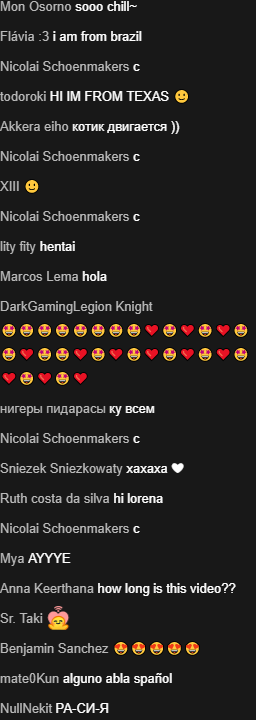 Mon Osorno sooo chill~
Flávia :3 i am from brazil
Nicolai Schoenmakers c
todoroki HI IM FROM TEXAS 🙂
Akkera eiho котик двигается ))
Nicolai Schoenmakers c
XIII 🙂
Nicolai Schoenmakers c
lity fity hentai
Marcos Lema hola
DarkGamingLegion Knight
🤩🤩🤩🤩🤩🤩🤩🤩❤🤩❤🤩❤🤩
🤩❤🤩🤩❤🤩❤🤩❤🤩❤🤩❤🤩
❤🤩❤🤩❤
нигеры пидарасы ку всем
Nicolai Schoenmakers c
Sniezek Sniezkowaty xaxaxa 🤍
Ruth costa da silva hi lorena
Nicolai Schoenmakers c
Mya AYYYE
Anna Keerthana how long is this video??
Sr. Taki
Benjamin Sanchez 😍😍😍😍😍
mate0Kun alguno abla spañol
NullNekit РА-СИ-Я